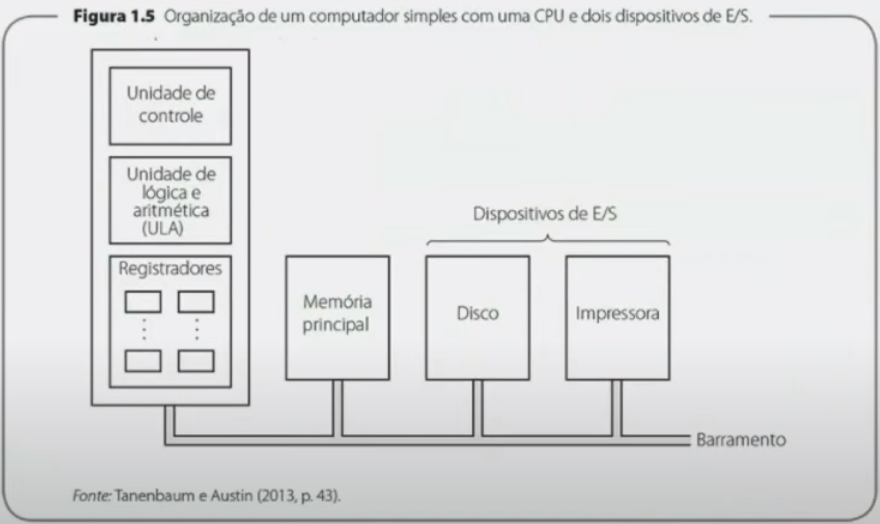 Figura 1.5 Organização de um computador simples com uma CPU e dois dispositivos de E/S.
Unidade de
controle
Unidade de
lógica e
aritmética
(ULA)
Registradores
Memória
principal
Dispositivos de E/S
Disco
Impressora
Barramento
Fonte: Tanenbaum e Austin (2013, p. 43).